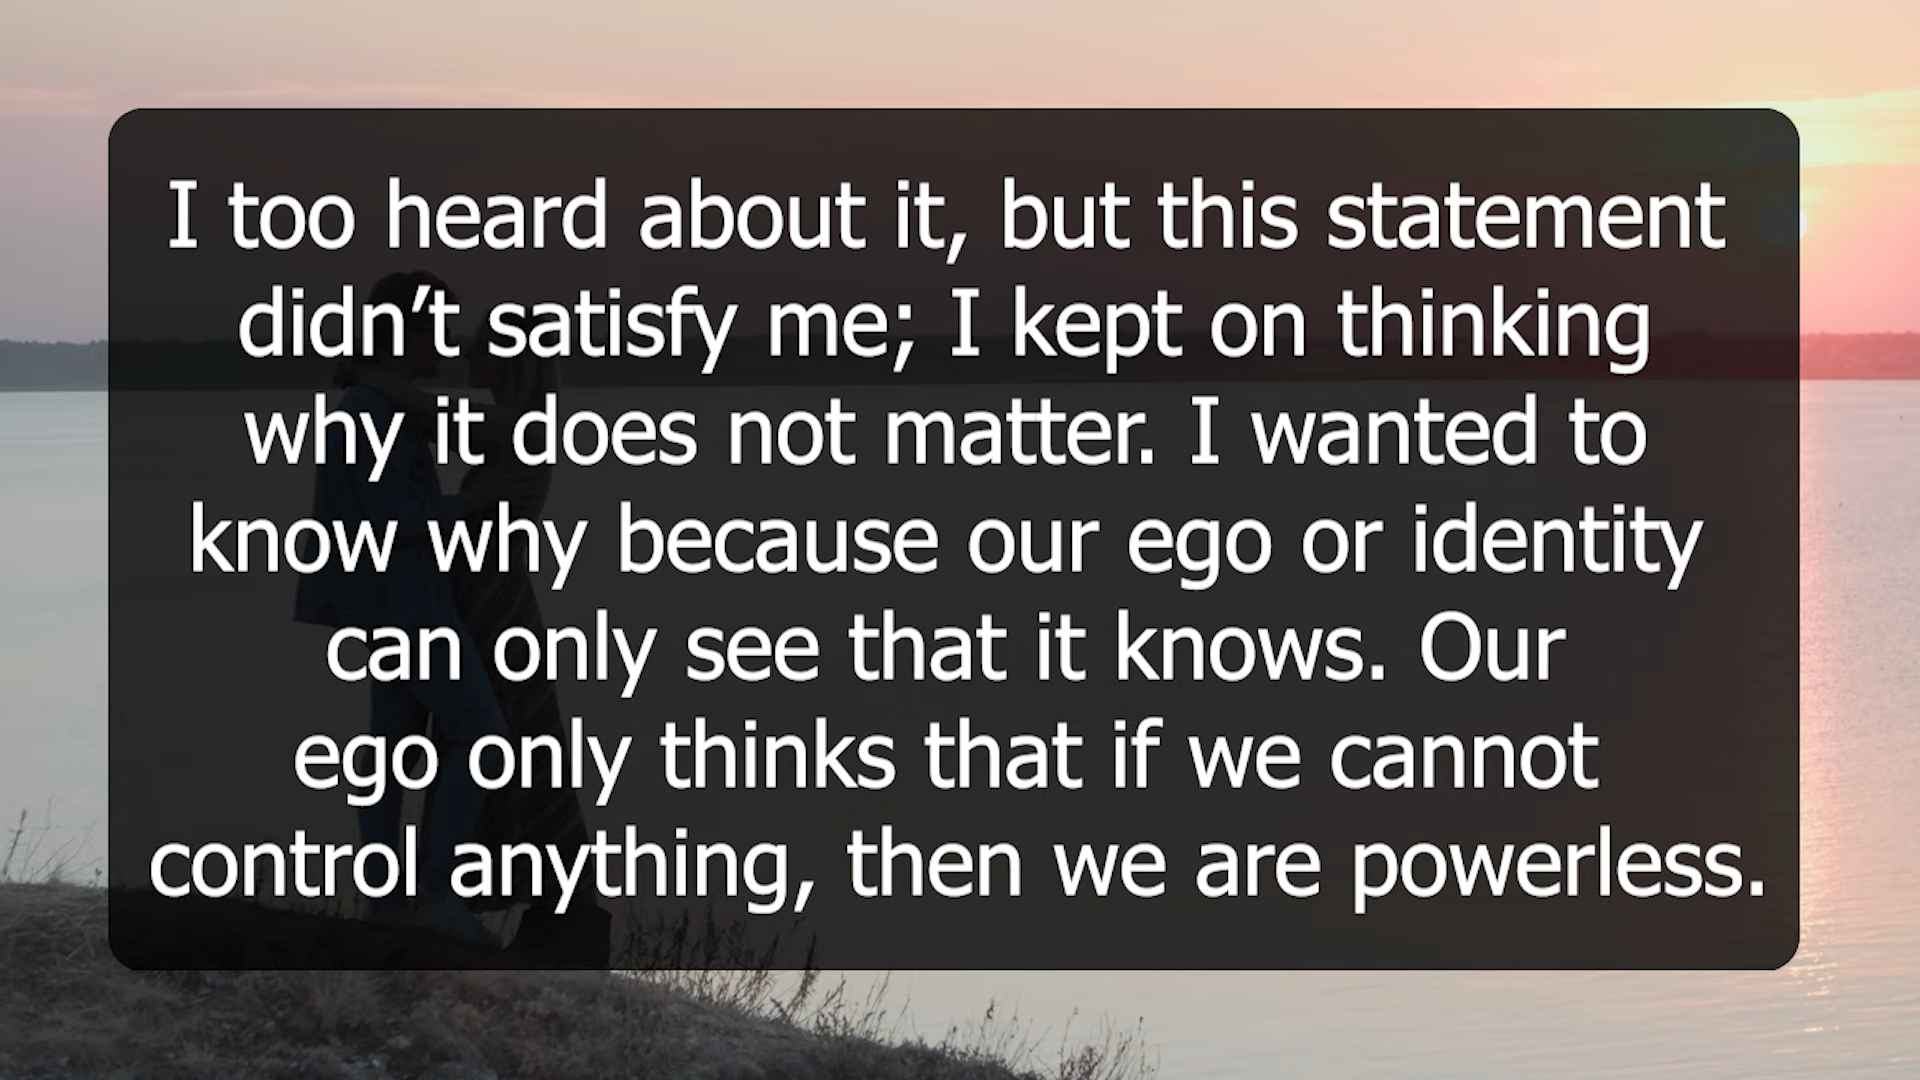 I too heard about it, but this statement
didn’t satisfy me; I kept on thinking
why it does not matter. I wanted to
know why because our ego or identity
can only see that it knows. Our
ego only thinks that if we cannot
control anything, then we are powerless.